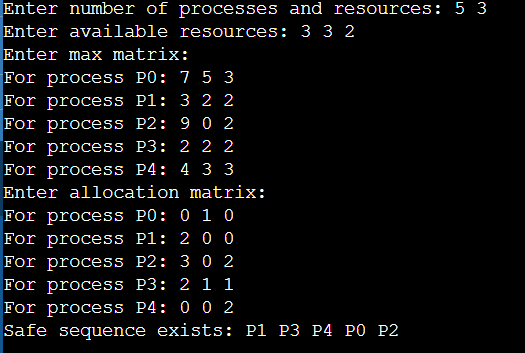 Enter number of processes and resources: 5 3
Enter available resources: 3 3 2
Enter max matrix:
For process P0: 7 5 3
For process P1: 3 2 2
For process P2: 9 0 2
For process P3: 2 2 2
For process P4: 4 3 3
Enter allocation matrix:
For process P0: 0 1 0
For process P1: 2 0 0
For process P2: 3 0 2
For process P3: 2 1 1
For process P4: 0 0 2
Safe sequence exists: P1 P3 P4 P0 P2